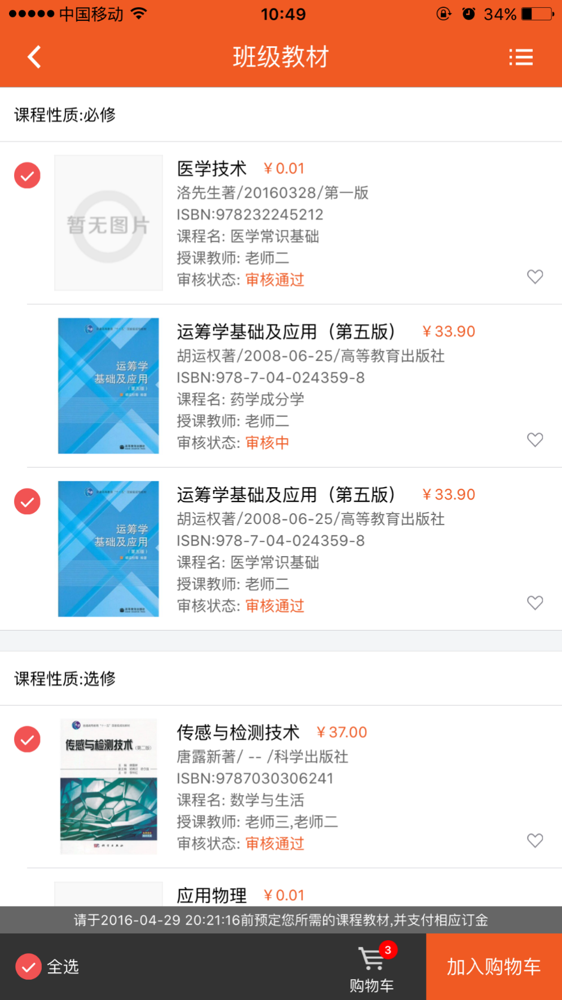 中国移动
10:49
34%
班级教材
课程性质:必修
暂无图片
医学技术 ¥0.01
洛先生著/20160328/第一版
ISBN:978232245212
课程名: 医学常识基础
授课教师: 老师二
审核状态: 审核通过
运筹学
基础及应用
(第五版)
运筹学基础及应用（第五版） ¥33.90
胡运权著/2008-06-25/高等教育出版社
ISBN:978-7-04-024359-8
课程名: 药学成分学
授课教师: 老师二
审核状态: 审核中
运筹学
基础及应用
(第五版)
运筹学基础及应用（第五版） ¥33.90
胡运权著/2008-06-25/高等教育出版社
ISBN:978-7-04-024359-8
课程名: 医学常识基础
授课教师: 老师二
审核状态: 审核通过
课程性质:选修
传感与检测技术(第二版)
科学出版社
传感与检测技术 ¥37.00
唐露新著/ -- /科学出版社
ISBN:9787030306241
课程名: 数学与生活
授课教师: 老师三,老师二
审核状态: 审核通过
应用物理 ¥0.01
请于2016-04-29 20:21:16前预定您所需的课程教材,并支付相应订金
全选
3
购物车
加入购物车